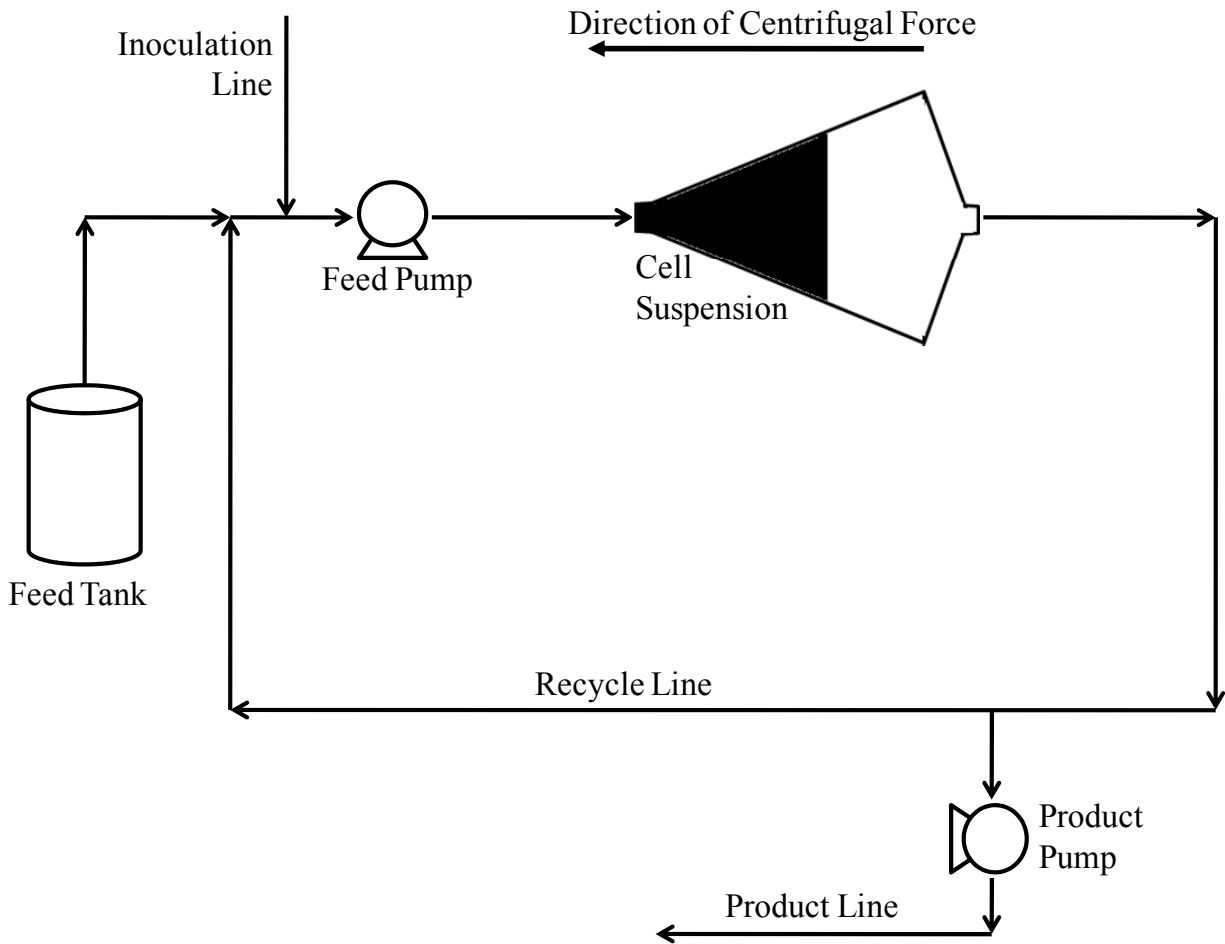 Direction of Centrifugal Force
Inoculation
Line
Feed Pump
Cell
Suspension
Feed Tank
Recycle Line
Product
Pump
Product Line